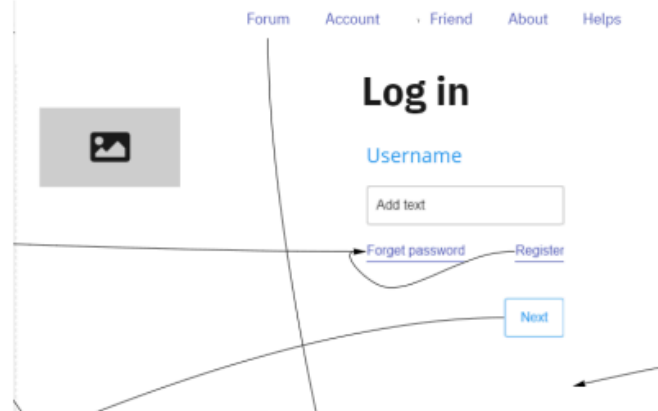 Forum Account Friend About Helps
Log in
Username
Add text
Forget password Register
Next